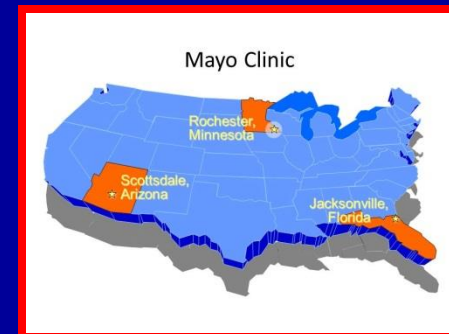 Mayo Clinic
Rochester,
Minnesota
Scottsdale,
Arizona
Jacksonville,
Florida